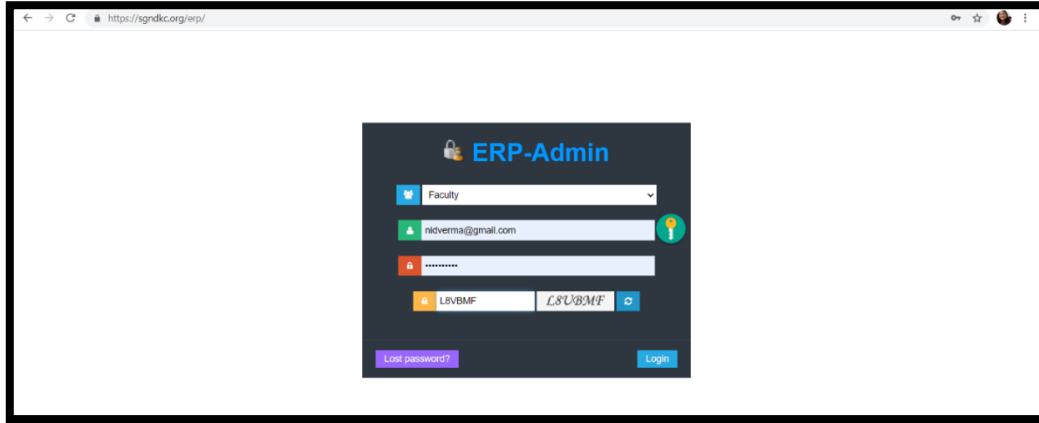 https://sgndkc.org/erp/
ERP-Admin
Faculty
nidverma@gmail.com
••••••••••
L8VBMF L8UBMF
Lost password? Login